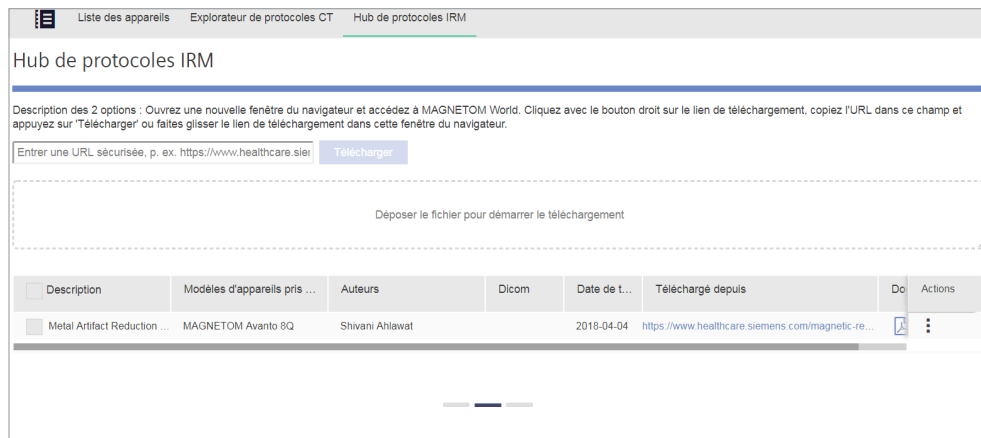 Liste des appareils Explorateur de protocoles CT Hub de protocoles IRM
Hub de protocoles IRM
Description des 2 options : Ouvrez une nouvelle fenêtre du navigateur et accédez à MAGNETOM World. Cliquez avec le bouton droit sur le lien de téléchargement, copiez l'URL dans ce champ et
appuyez sur 'Télécharger' ou faites glisser le lien de téléchargement dans cette fenêtre du navigateur.
Entrer une URL sécurisée, p. ex. https://www.healthcare.sier Télécharger
Déposer le fichier pour démarrer le téléchargement
Description Modèles d'appareils pris ... Auteurs Dicom Date de t... Téléchargé depuis Do Actions
Metal Artifact Reduction ... MAGNETOM Avanto 8Q Shivani Ahlawat 2018-04-04 https://www.healthcare.siemens.com/magnetic-re...